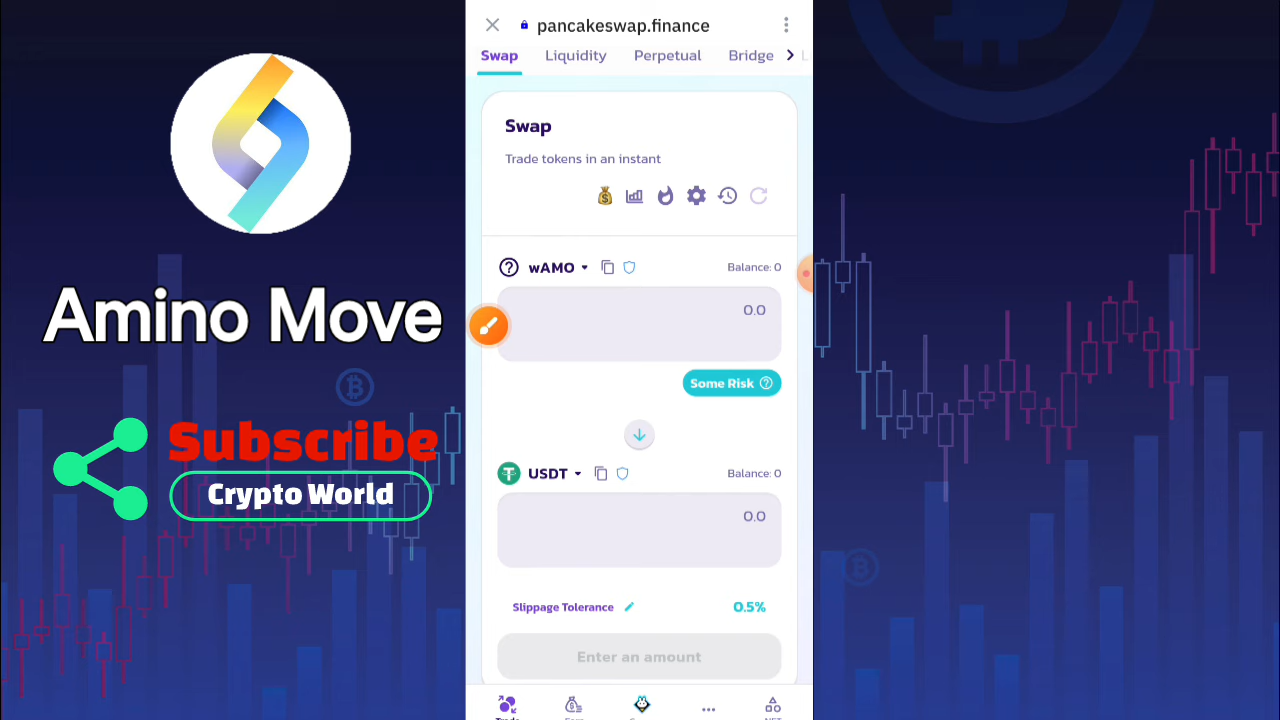 pancakeswap.finance
Swap Liquidity Perpetual Bridge
Swap
Trade tokens in an instant
wAMO Balance: 0
0.0
Some Risk
USDT Balance: 0
0.0
Slippage Tolerance 0.5%
Enter an amount
Amino Move
Subscribe
Crypto World